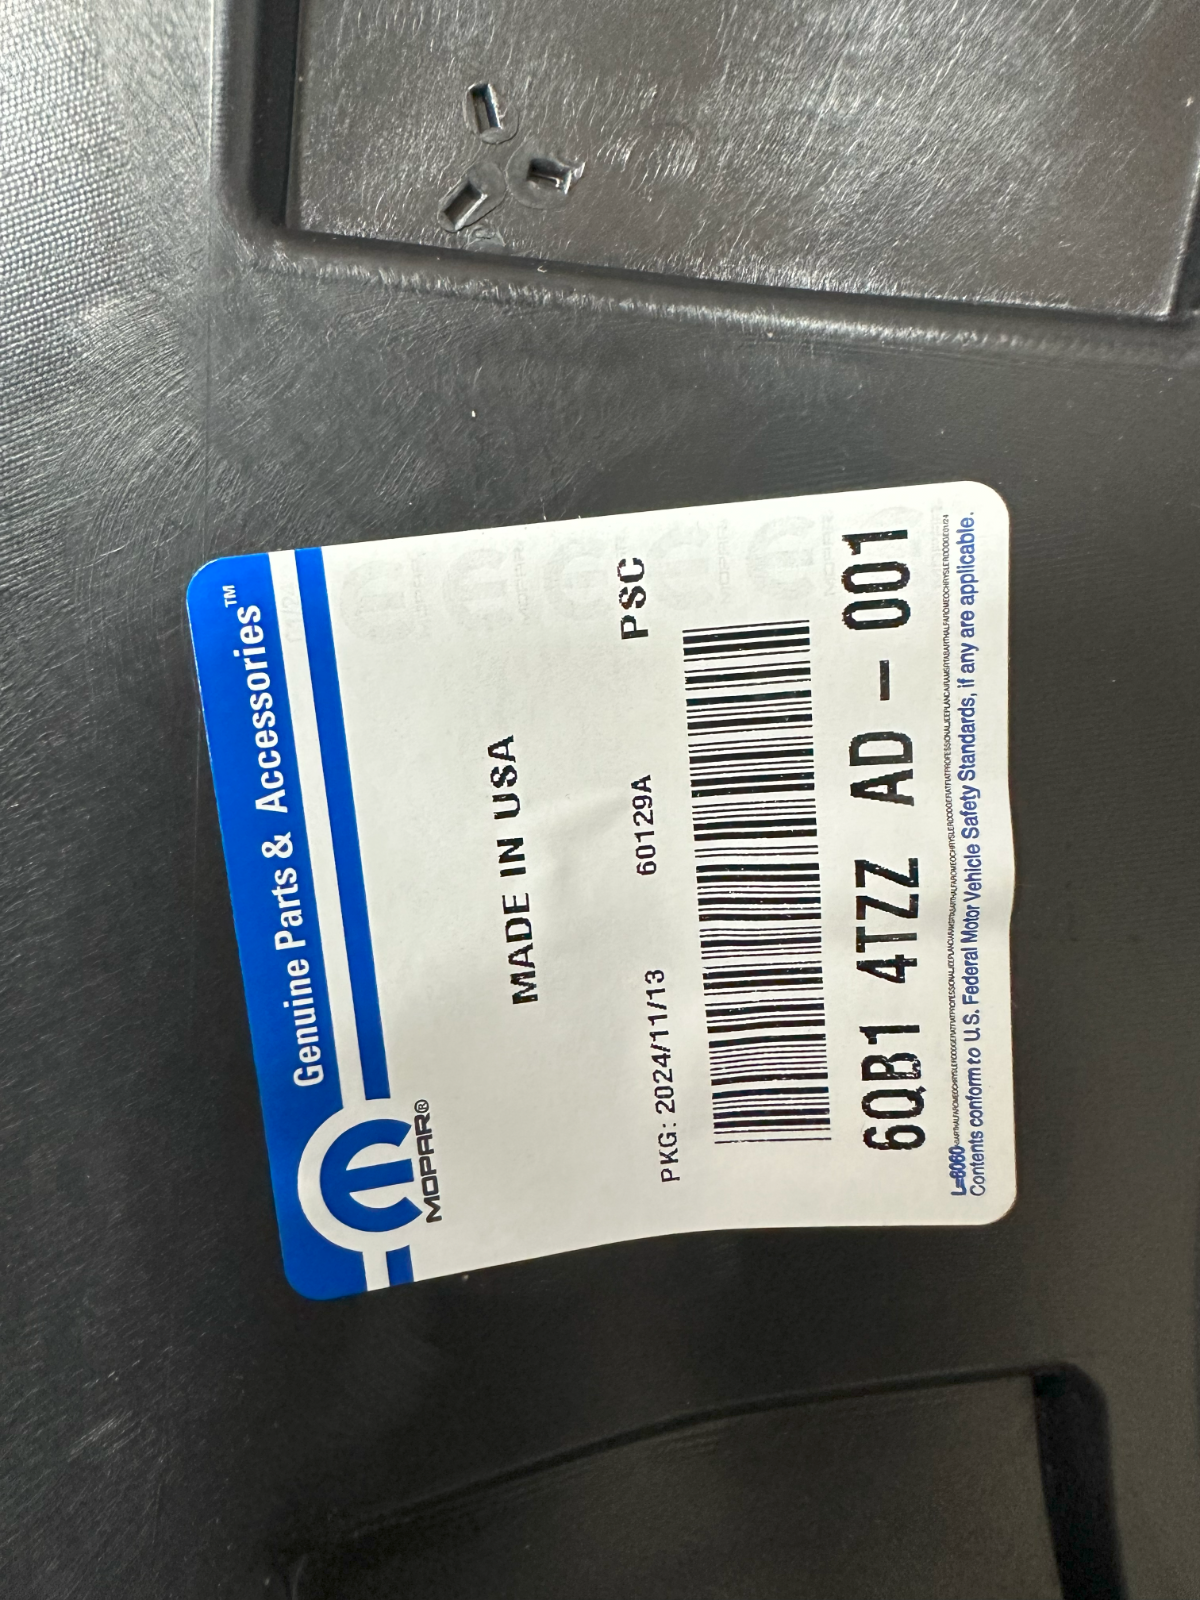 Genuine Parts & Accessories™
MOPAR®
MADE IN USA
PKG: 2024/11/13 60129A PSC
6QB1 4TZZ AD - 001
L-6060
Contents conform to U.S. Federal Motor Vehicle Safety Standards, if any are applicable.